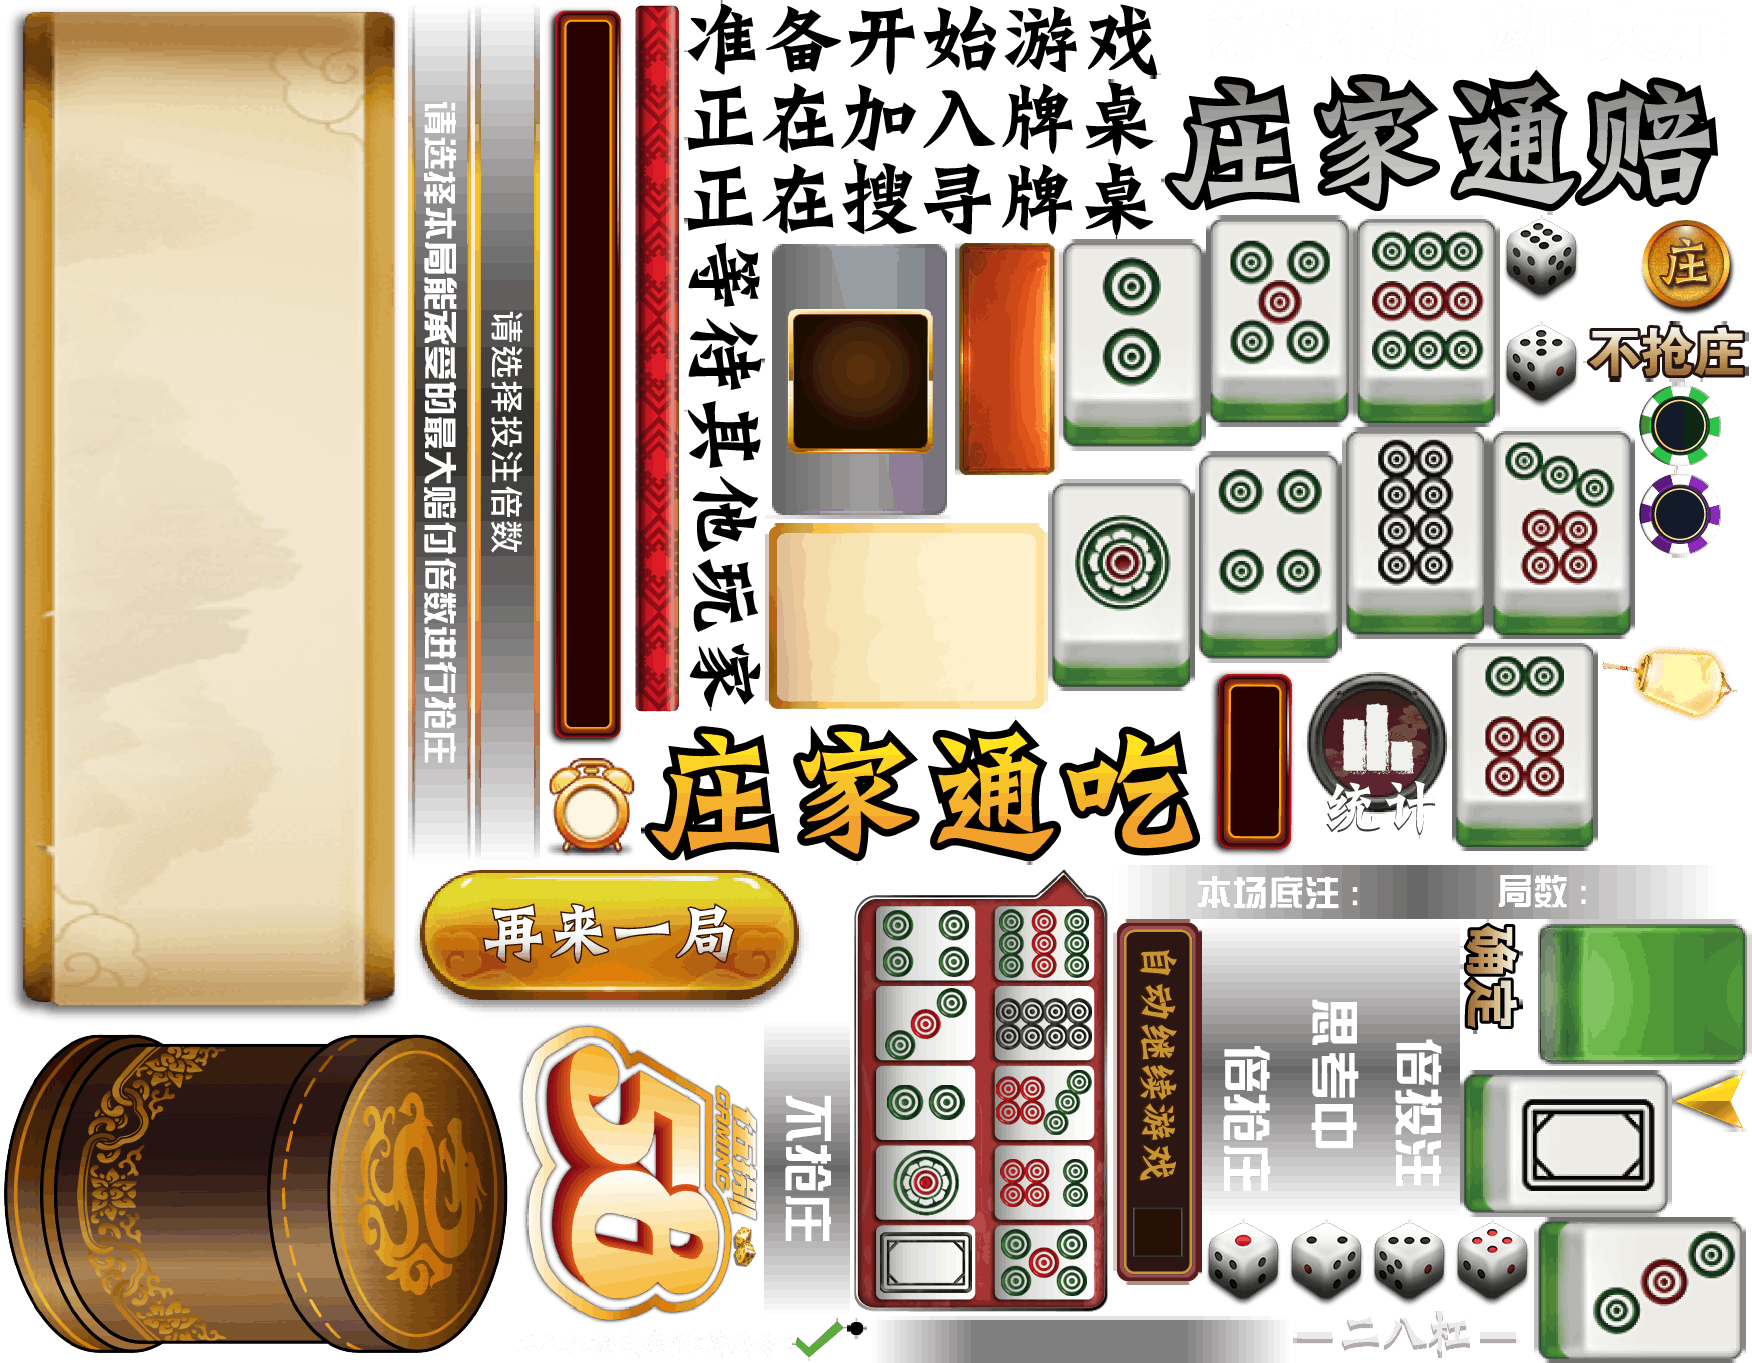 准备开始游戏
正在加入牌桌
正在搜寻牌桌
庄家通赔
等待其他玩家
请选择本局能承受的最大赔付倍数进行抢庄
请选择投注倍数
庄
不抢庄
庄家通吃
统计
再来一局
本场底注：
局数：
确定
自动继续游戏
倍抢庄
思考中
倍投注
不抢庄
58
GAMING
二八杠